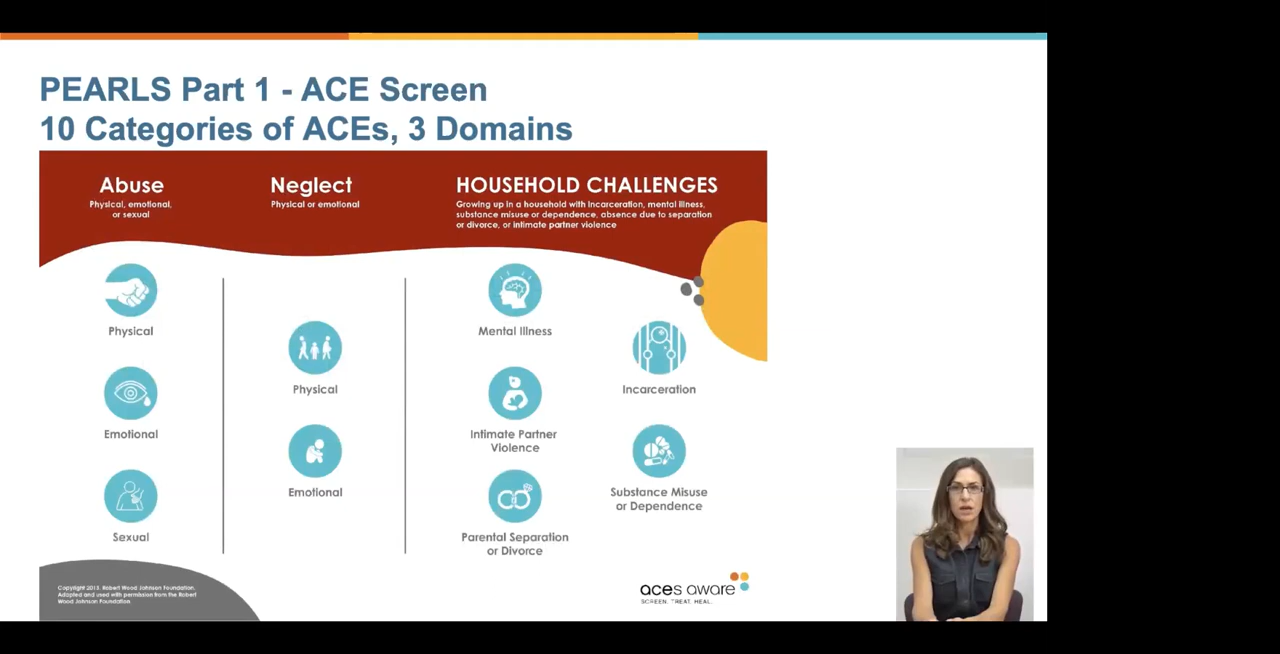 PEARLS Part 1 - ACE Screen
10 Categories of ACEs, 3 Domains
Abuse
Physical, emotional,
or sexual
Neglect
Physical or emotional
HOUSEHOLD CHALLENGES
Growing up in a household with incarceration, mental illness,
substance misuse or dependence, absence due to separation
or divorce, or intimate partner violence
Physical
Emotional
Sexual
Physical
Emotional
Mental Illness
Intimate Partner
Violence
Parental Separation
or Divorce
Incarceration
Substance Misuse
or Dependence
Copyright 2013. Robert Wood Johnson Foundation.
Adapted and used with permission from the Robert
Wood Johnson Foundation
aces aware
SCREEN. TREAT. HEAL.